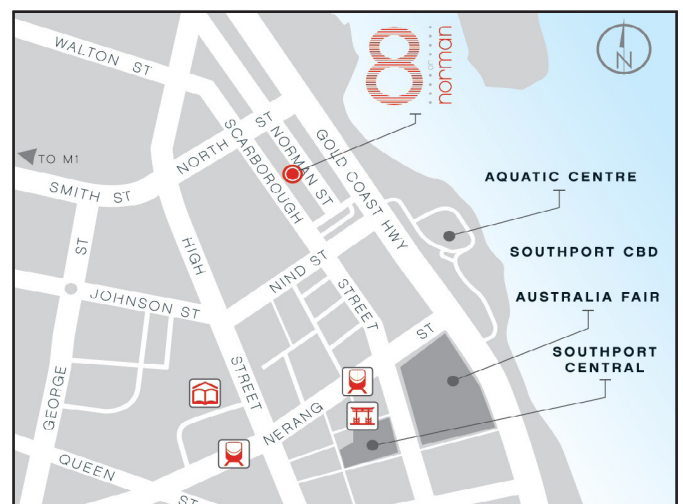 WALTON ST
8
norman
N
TO M1
SMITH ST
NORTH ST
NORMAN ST
SCARBOROUGH
STREET
GOLD COAST HWY
AQUATIC CENTRE
SOUTHPORT CBD
AUSTRALIA FAIR
SOUTHPORT
CENTRAL
HIGH
STREET
NIND ST
JOHNSON ST
GEORGE
ST
NERANG
ST
QUEEN
ST